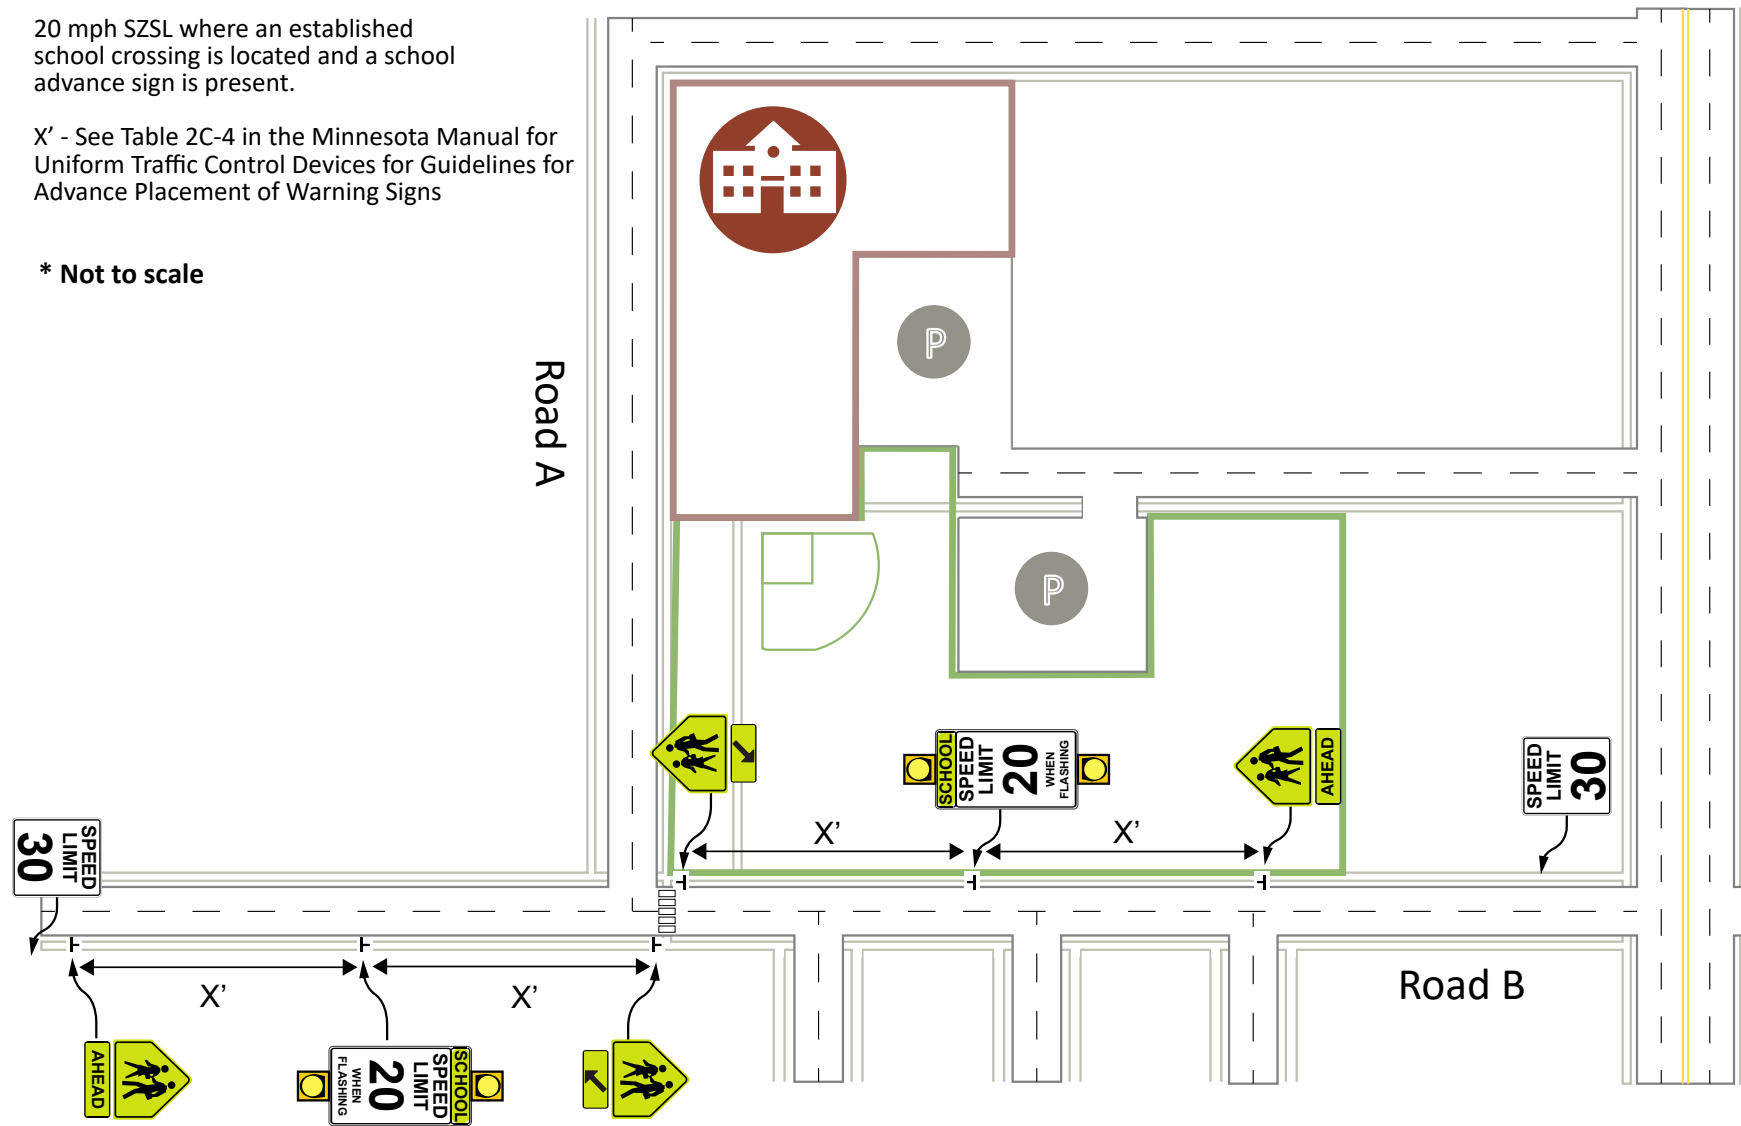 20 mph SZSL where an established
school crossing is located and a school
advance sign is present.
X’ - See Table 2C-4 in the Minnesota Manual for
Uniform Traffic Control Devices for Guidelines for
Advance Placement of Warning Signs
* Not to scale
P
Road A
P
SCHOOL
SPEED
LIMIT
20
WHEN
FLASHING
AHEAD
SPEED
LIMIT
30
X’
X’
SPEED
LIMIT
30
Road B
X’
X’
AHEAD
SCHOOL
SPEED
LIMIT
20
WHEN
FLASHING